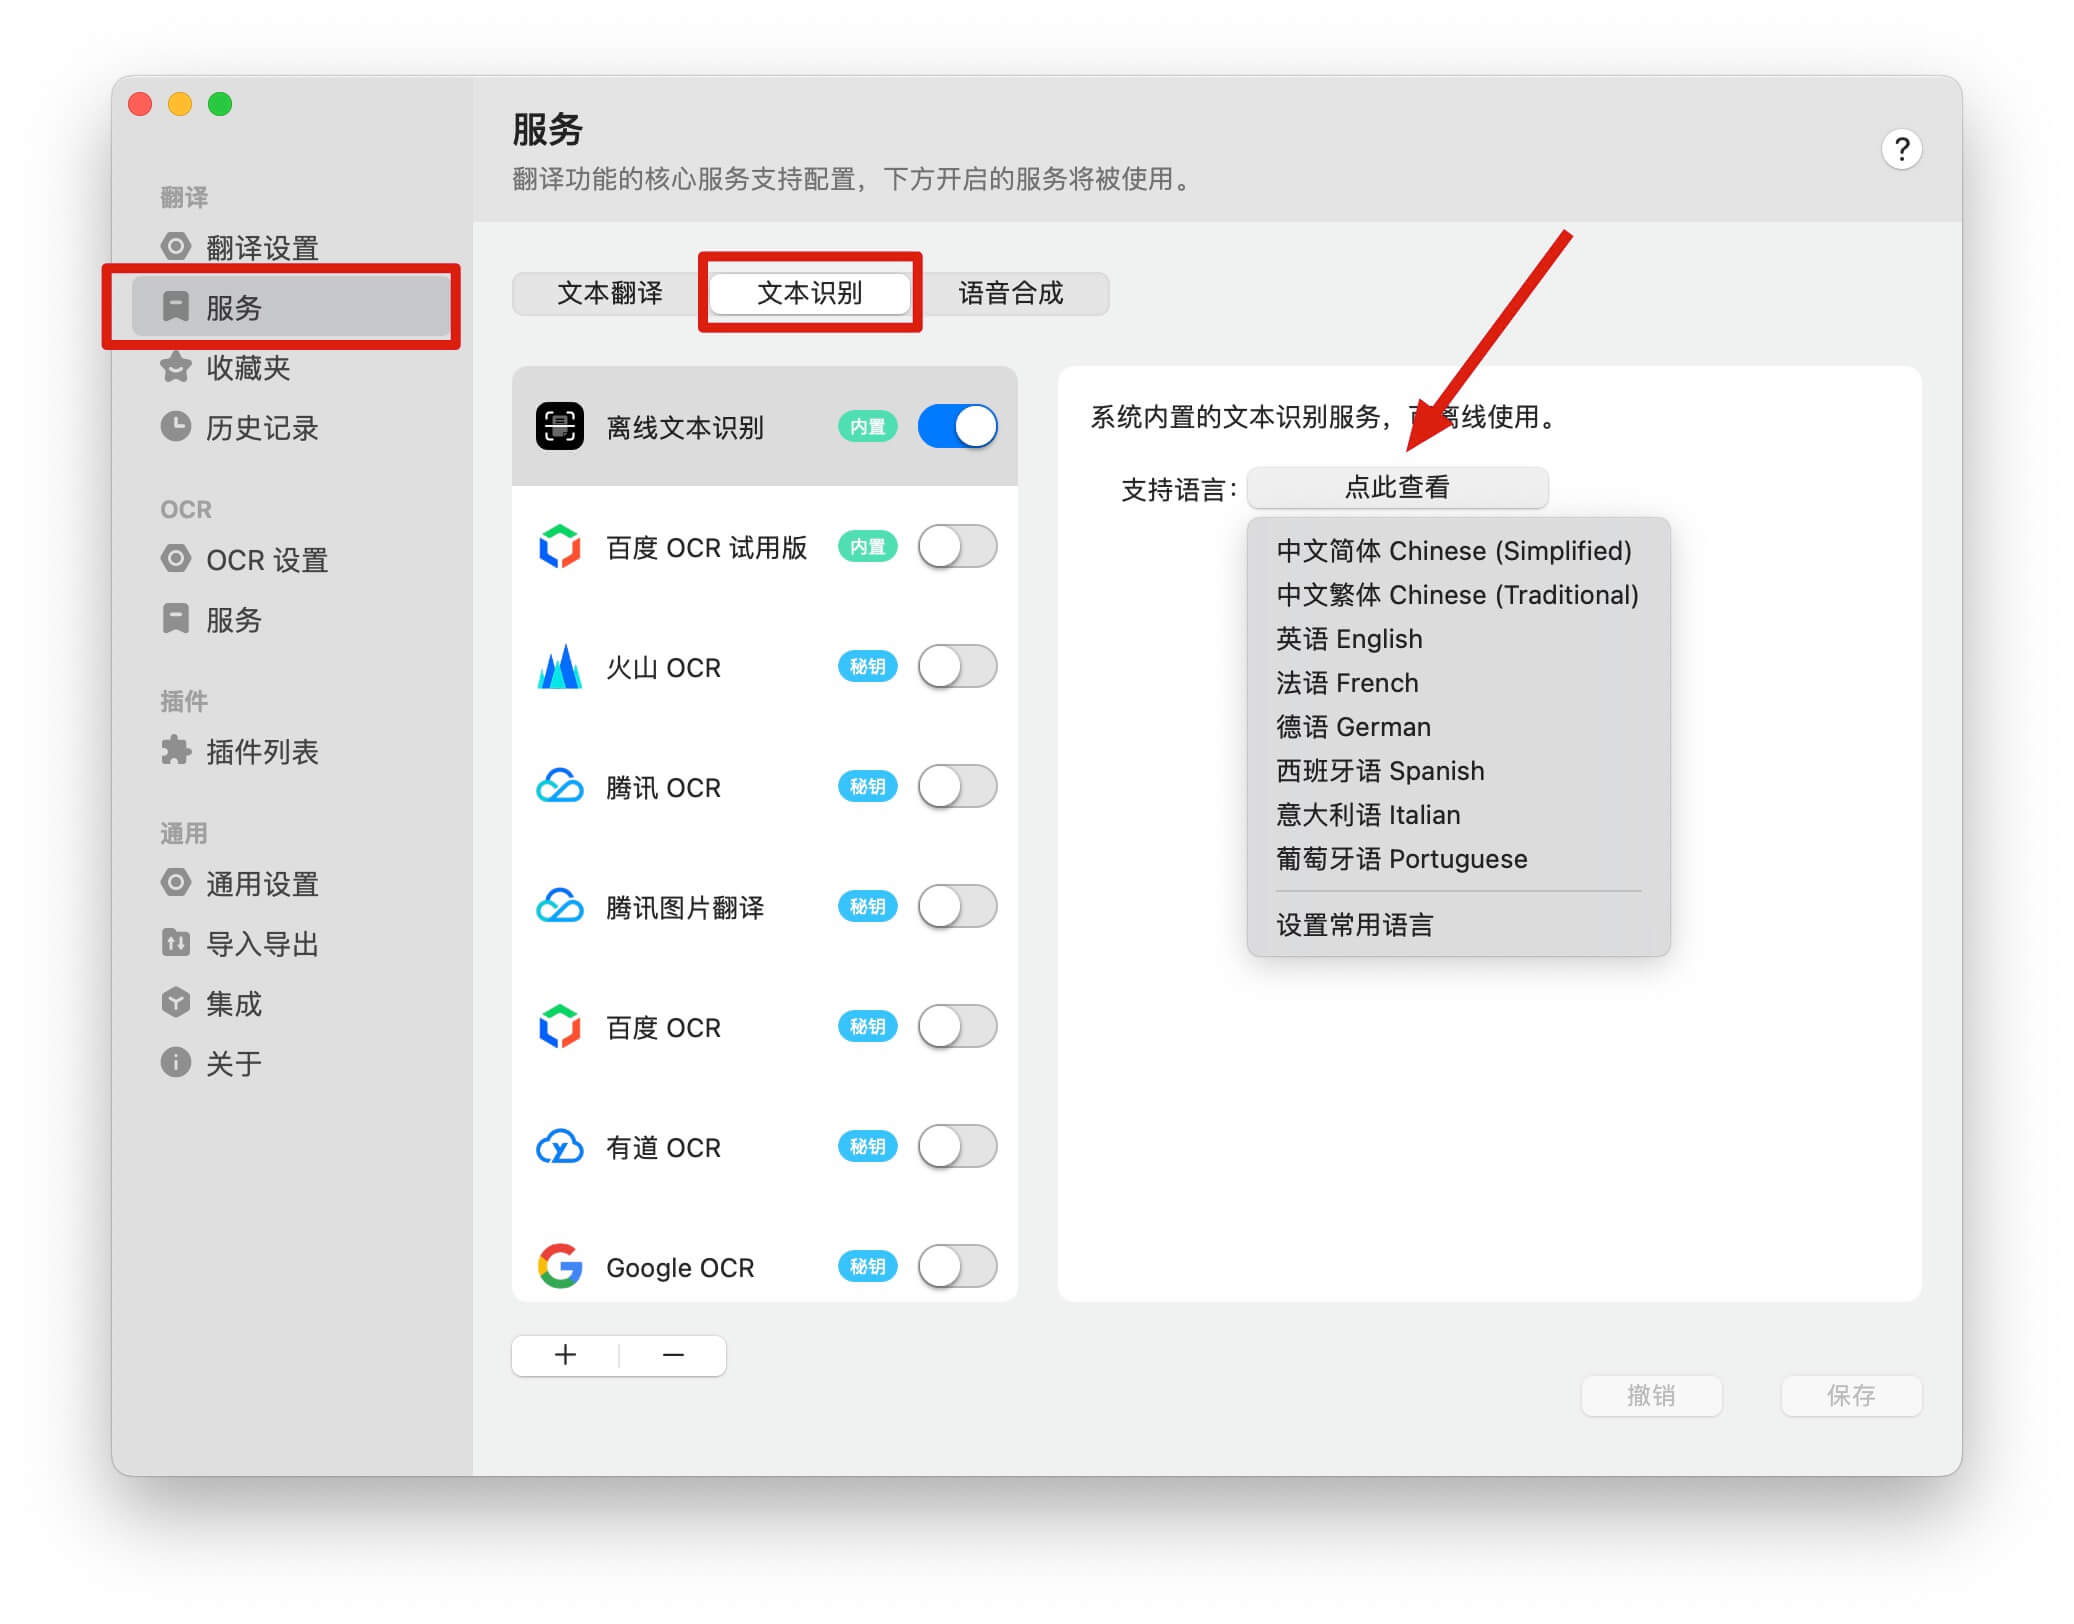 服务
翻译功能的核心服务支持配置，下方开启的服务将被使用。
?
翻译
翻译设置
服务
收藏夹
历史记录
OCR
OCR 设置
服务
插件
插件列表
通用
通用设置
导入导出
集成
关于
文本翻译
文本识别
语音合成
离线文本识别 内置
百度 OCR 试用版 内置
火山 OCR 秘钥
腾讯 OCR 秘钥
腾讯图片翻译 秘钥
百度 OCR 秘钥
有道 OCR 秘钥
Google OCR 秘钥
系统内置的文本识别服务，可离线使用。
支持语言： 点此查看
中文简体 Chinese (Simplified)
中文繁体 Chinese (Traditional)
英语 English
法语 French
德语 German
西班牙语 Spanish
意大利语 Italian
葡萄牙语 Portuguese
设置常用语言
+ −
撤销
保存